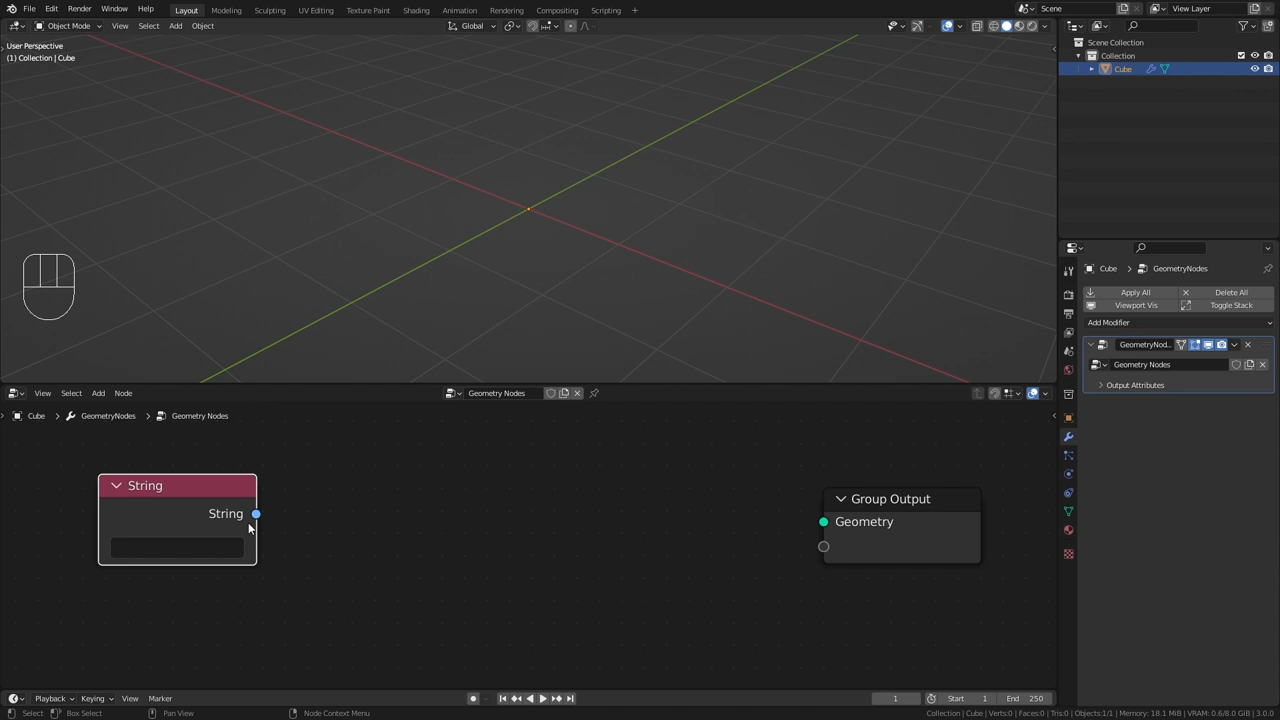 File Edit Render Window Help
Layout Modeling Sculpting UV Editing Texture Paint Shading Animation Rendering Compositing Scripting +
Scene
View Layer
Object Mode View Select Add Object
Global
User Perspective
(1) Collection | Cube
Scene Collection
Collection
Cube
Cube > GeometryNodes
Apply All Delete All
Viewport Vis Toggle Stack
Add Modifier
GeometryNod..
Geometry Nodes
Output Attributes
View Select Add Node
Geometry Nodes
Cube > GeometryNodes > Geometry Nodes
String
String
Group Output
Geometry
Playback Keying View Marker
1
Start 1 End 250
Select Box Select Pan View Node Context Menu
Collection | Cube | Verts:0 | Faces:0 | Tris:0 | Objects:1/1 | Memory: 18.1 MiB | VRAM: 0.6/8.0 GiB | 3.0.0